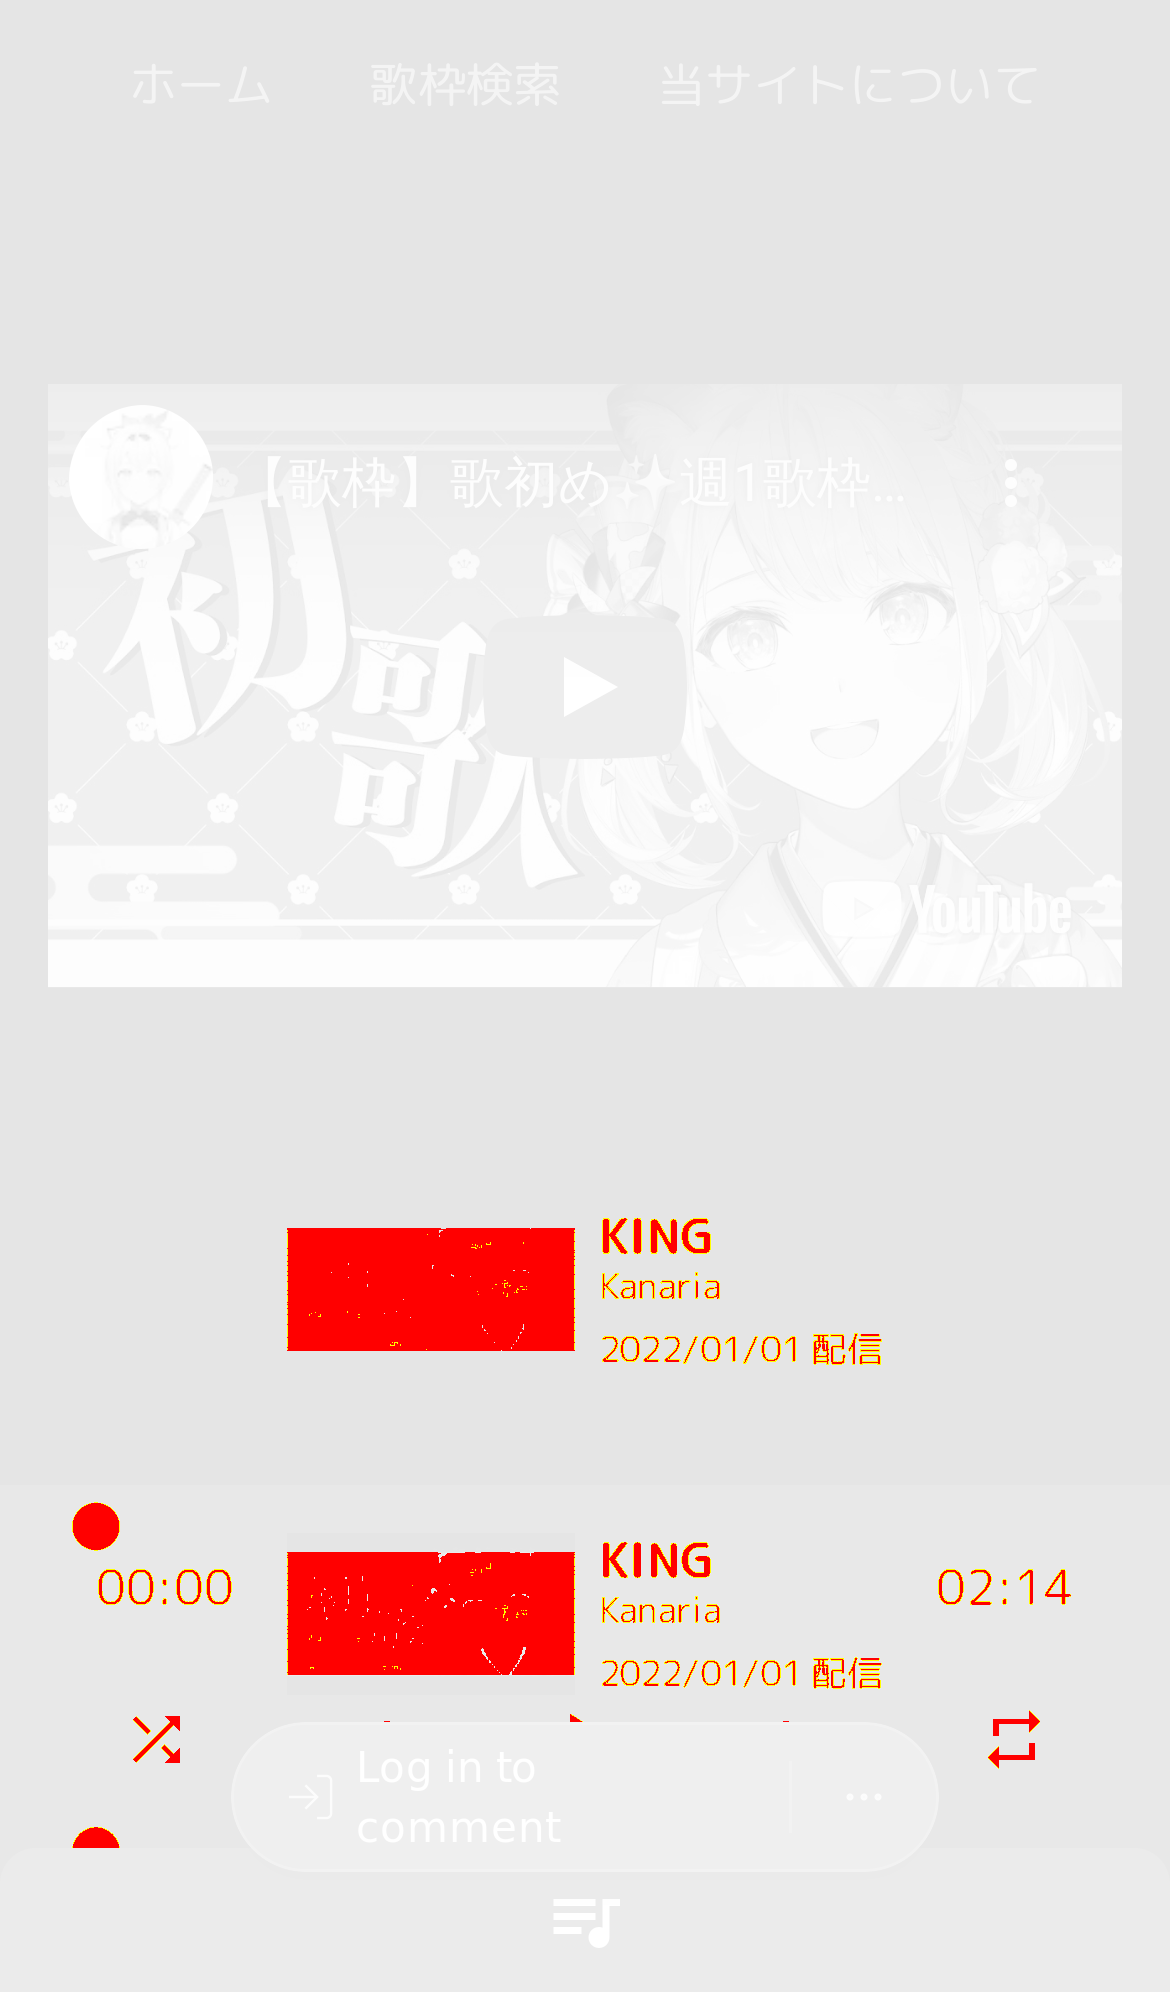 ホーム 歌枠検索 当サイトについて
【歌枠】歌初め✨週1歌枠...
初
歌
YouTube
KING
Kanaria
2022/01/01 配信
KING
00:00 Kanaria 02:14
2022/01/01 配信
Log in to
comment